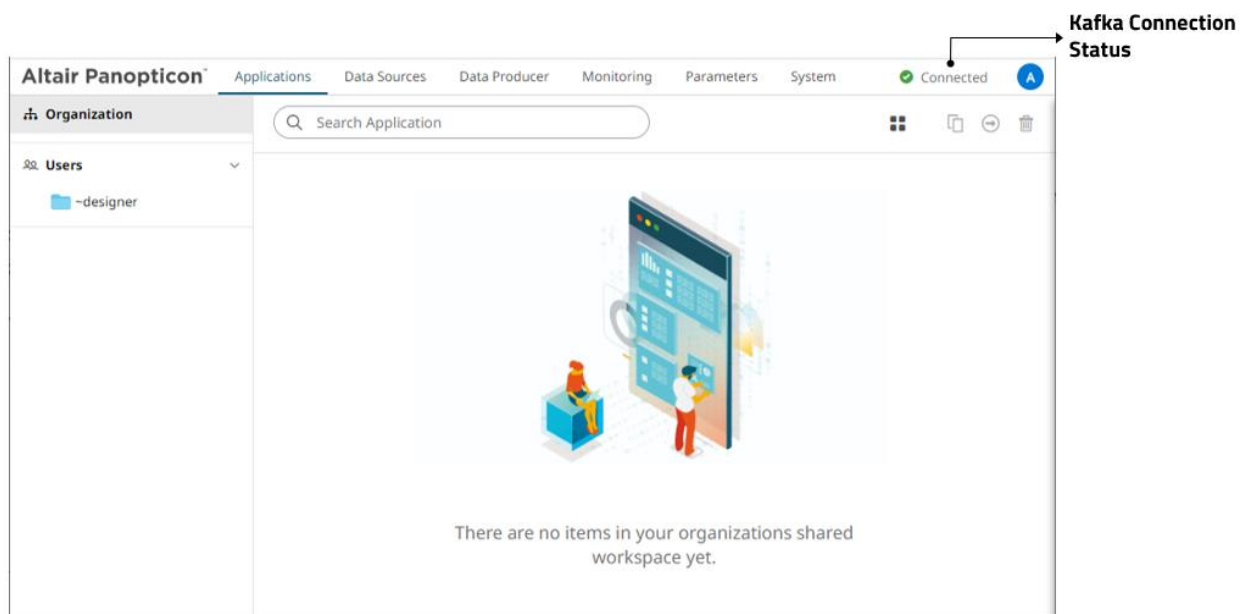 Kafka Connection
Status
Altair Panopticon™ Applications Data Sources Data Producer Monitoring Parameters System Connected A
Organization
Search Application
Users
~designer
There are no items in your organizations shared
workspace yet.